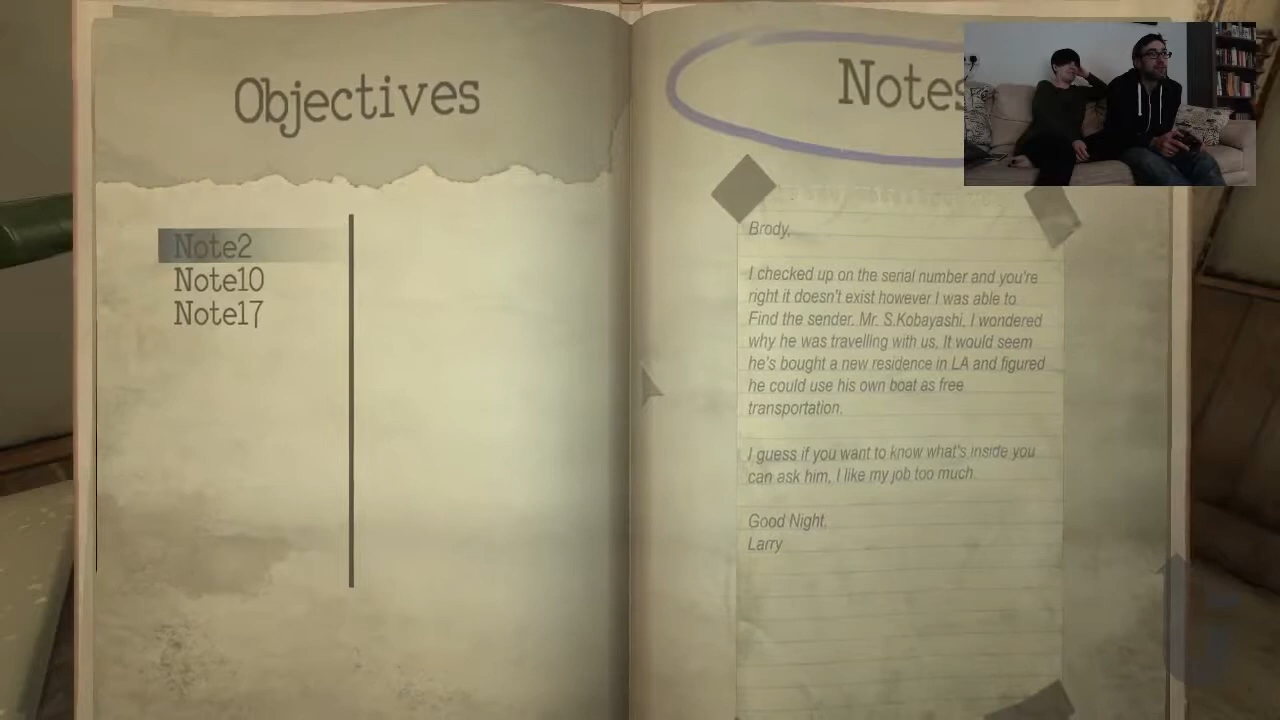 Objectives
Notes
Note2
Note10
Note17
Brody,
I checked up on the serial number and you're
right it doesn't exist however I was able to
Find the sender. Mr. S.Kobayashi, I wondered
why he was travelling with us, It would seem
he's bought a new residence in LA and figured
he could use his own boat as free
transportation.
I guess if you want to know what's inside you
can ask him, I like my job too much.
Good Night,
Larry